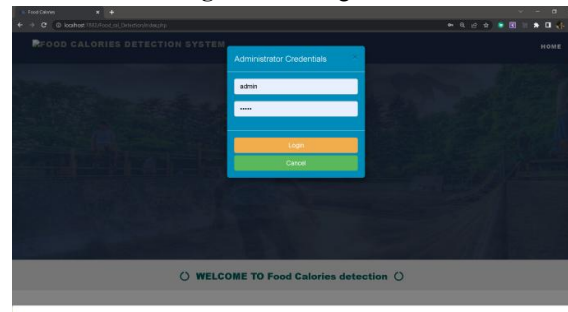 Food Calories
localhost:7882/Food_cal_Detection/index.php
FOOD CALORIES DETECTION SYSTEM
HOME
Administrator Credentials
admin
•••••
Login
Cancel
WELCOME TO Food Calories detection